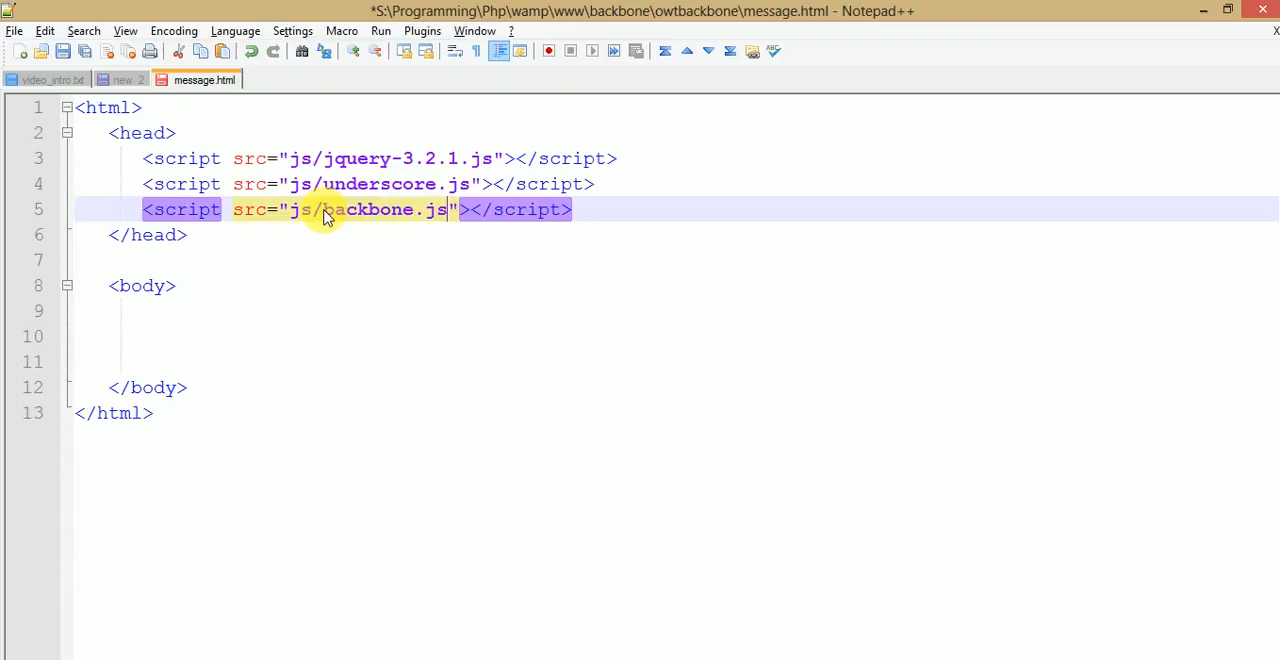 *S:\Programming\Php\wamp\www\backbone\owtbackbone\message.html - Notepad++
File Edit Search View Encoding Language Settings Macro Run Plugins Window ? X
video_intro.txt new 2 message.html
1 <html>
2 <head>
3 <script src="js/jquery-3.2.1.js"></script>
4 <script src="js/underscore.js"></script>
5 <script src="js/backbone.js"></script>
6 </head>
7
8 <body>
9
10
11
12 </body>
13 </html>